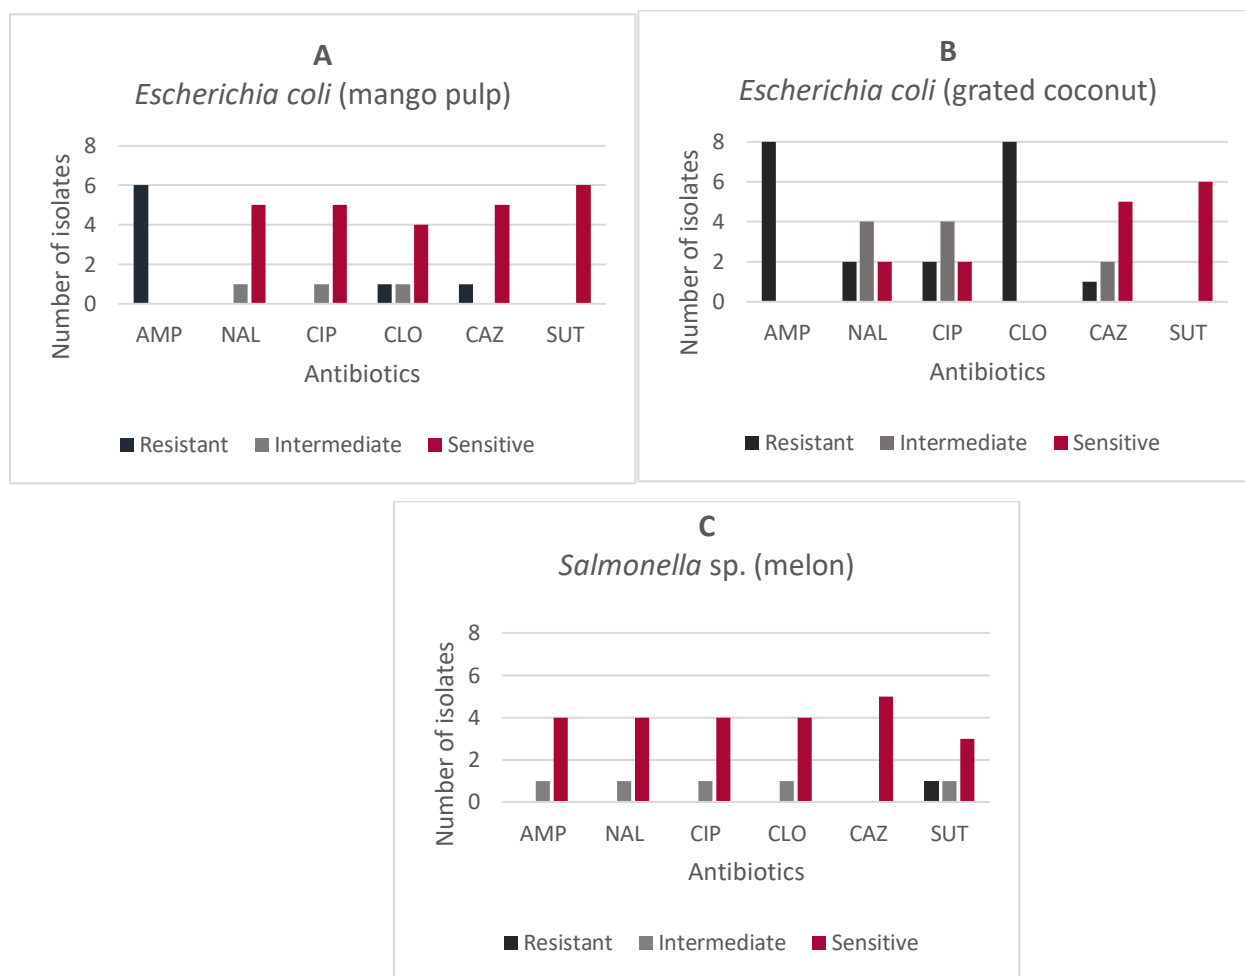 A
Escherichia coli (mango pulp)
Number of isolates
8
6
4
2
0
AMP NAL CIP CLO CAZ SUT
Antibiotics
Resistant Intermediate Sensitive
B
Escherichia coli (grated coconut)
Number of isolates
8
6
4
2
0
AMP NAL CIP CLO CAZ SUT
Antibiotics
Resistant Intermediate Sensitive
C
Salmonella sp. (melon)
Number of isolates
8
6
4
2
0
AMP NAL CIP CLO CAZ SUT
Antibiotics
Resistant Intermediate Sensitive